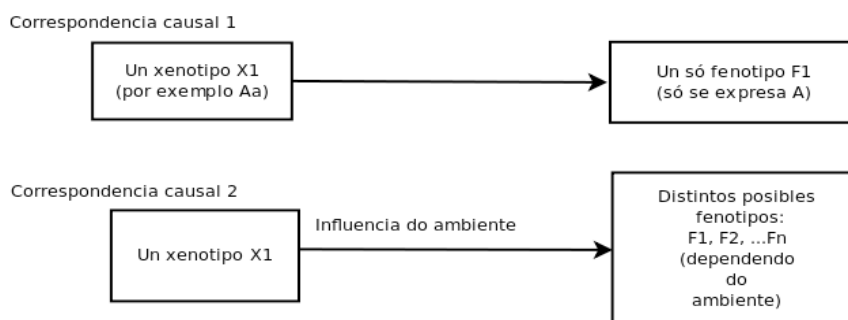 Correspondencia causal 1
Un xenotipo X1
(por exemplo Aa)
Un só fenotipo F1
(só se expresa A)
Correspondencia causal 2
Un xenotipo X1
Influencia do ambiente
Distintos posibles
fenotipos:
F1, F2, ...Fn
(dependendo
do
ambiente)